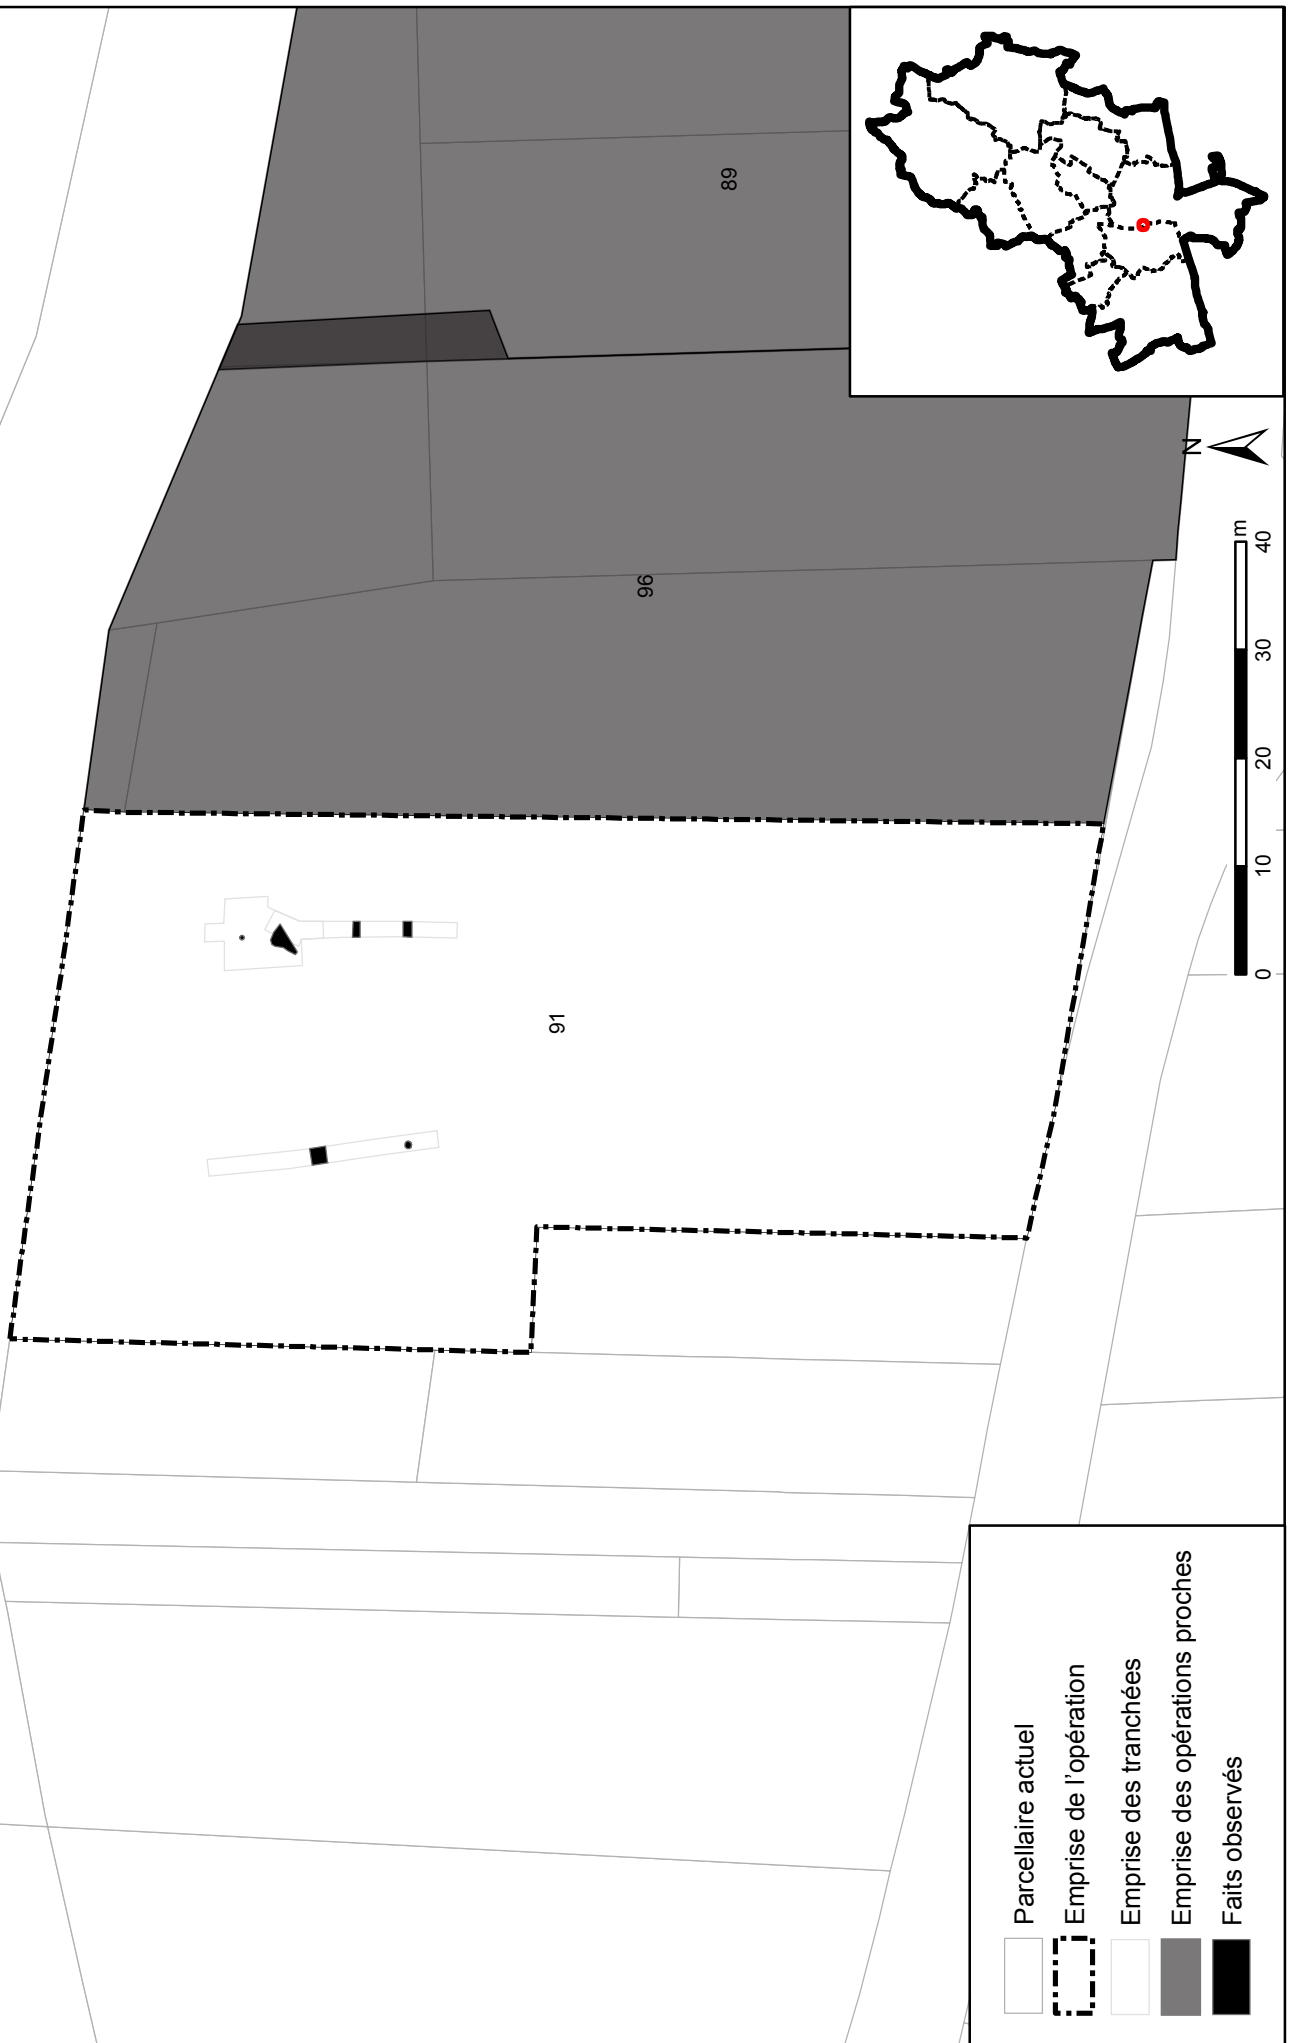 91
96
89
N
Parcellaire actuel
Emprise de l'opération
Emprise des tranchées
Emprise des opérations proches
Faits observés
m
0 10 20 30 40